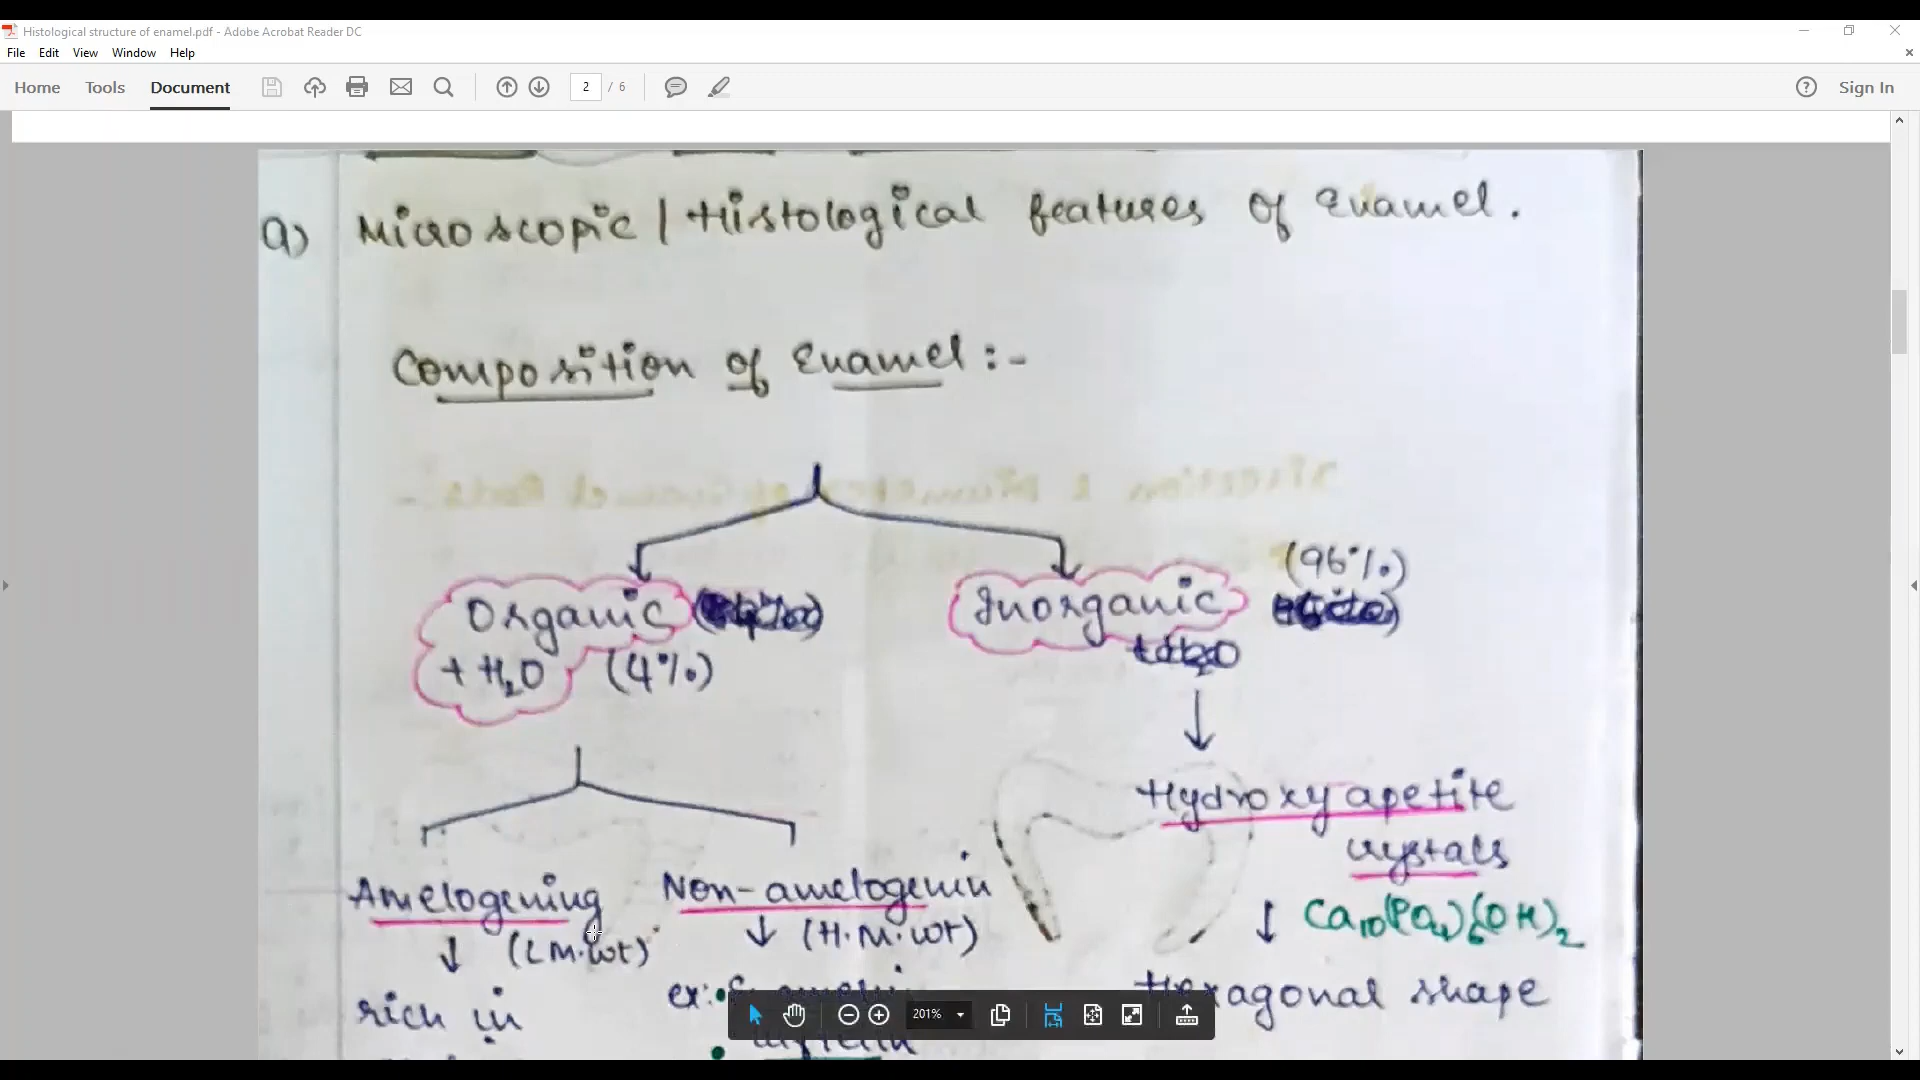 Histological structure of enamel.pdf - Adobe Acrobat Reader DC
File Edit View Window Help
Home Tools Document 2 / 6 Sign In
a) Microscopic / Histological features of Enamel.
Composition of Enamel :-
Organic
+ H2O (4%)
Inorganic (96%)
Hydroxy apetite
crystals
Ca10(PO4)6(OH)2
Hexagonal shape
Amelogening
(L M.wt)
rich in
Non-amelogenin
(H.M.wt)
ex:
201%